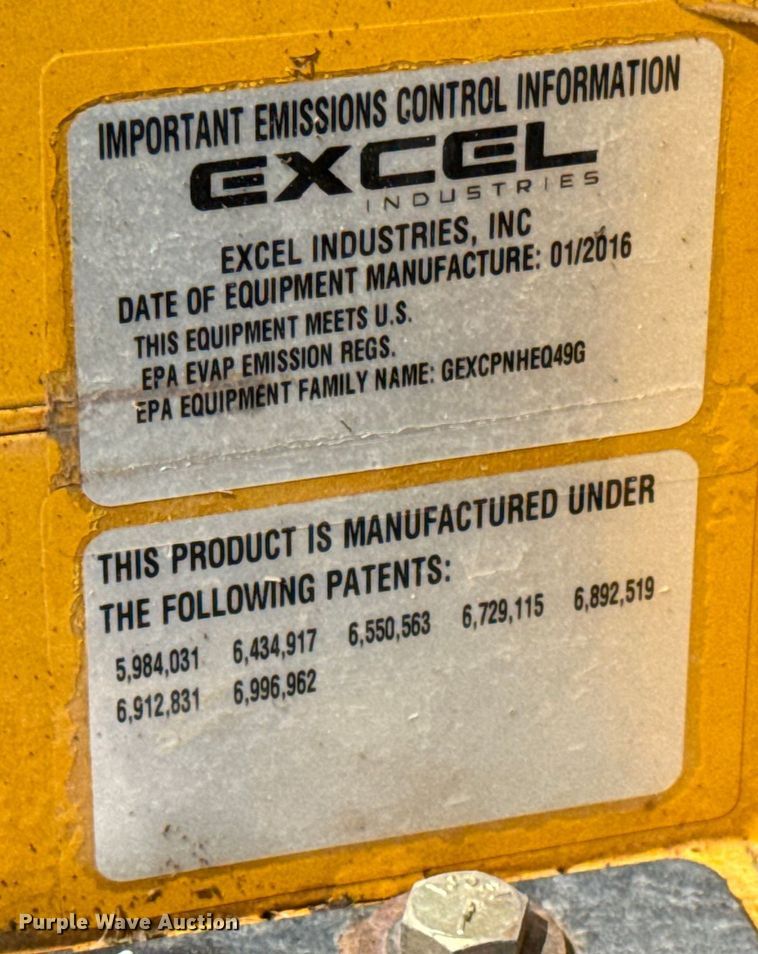 IMPORTANT EMISSIONS CONTROL INFORMATION
EXCEL
INDUSTRIES
EXCEL INDUSTRIES, INC
DATE OF EQUIPMENT MANUFACTURE: 01/2016
THIS EQUIPMENT MEETS U.S.
EPA EVAP EMISSION REGS.
EPA EQUIPMENT FAMILY NAME: GEXCPNHEQ49G
THIS PRODUCT IS MANUFACTURED UNDER
THE FOLLOWING PATENTS:
5,984,031 6,434,917 6,550,563 6,729,115 6,892,519
6,912,831 6,996,962
Purple Wave Auction